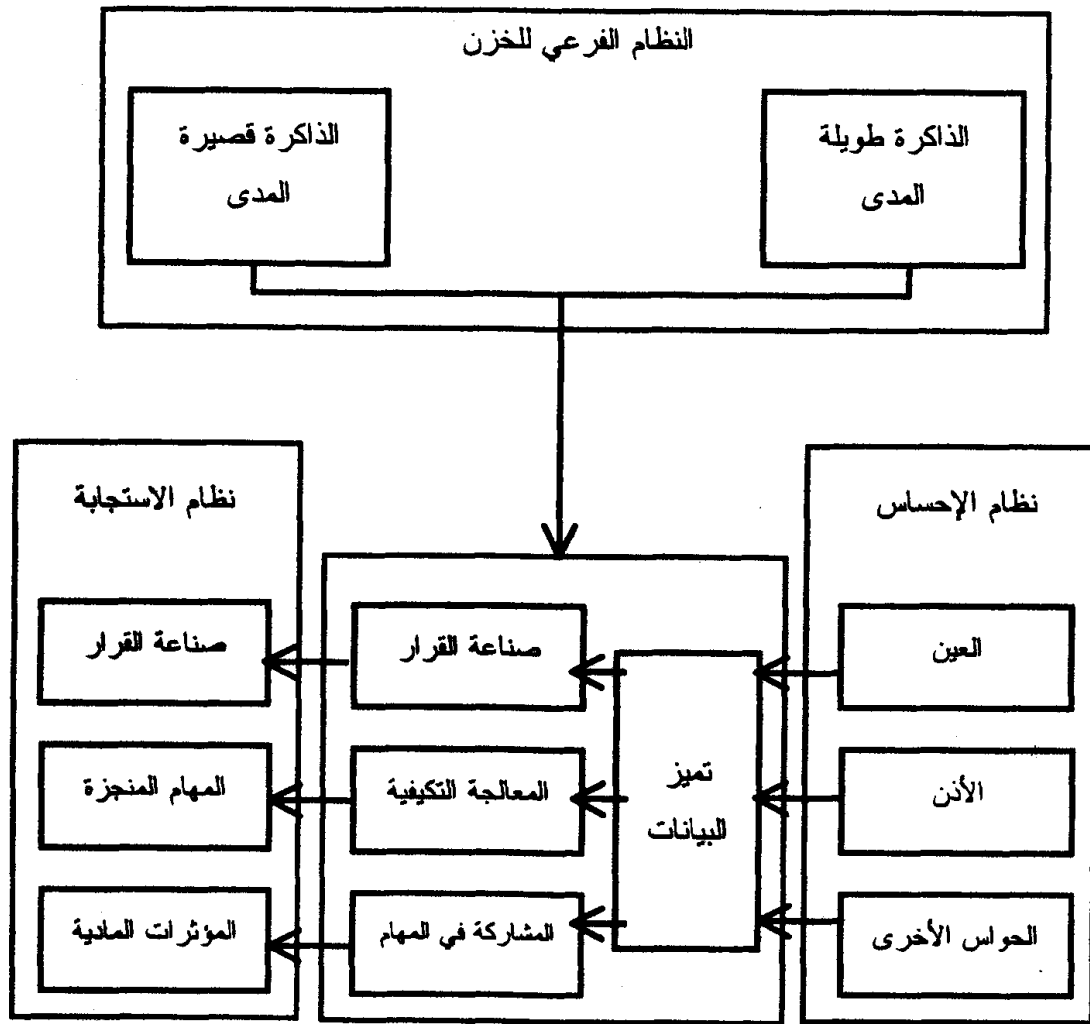 النظام الفرعي للخزن
الذاكرة طويلة
المدى
الذاكرة قصيرة
المدى
نظام الإحساس
العين
الأذن
الحواس الأخرى
تميز
البيانات
صناعة القرار
المعالجة التكيفية
المشاركة في المهام
نظام الاستجابة
صناعة القرار
المهام المنجزة
المؤثرات المادية